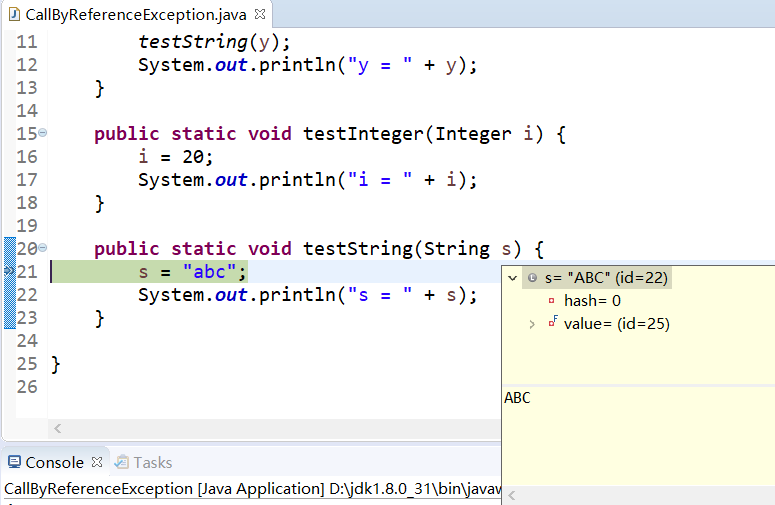 CallByReferenceException.java
11 testString(y);
12 System.out.println("y = " + y);
13 }
14
15 public static void testInteger(Integer i) {
16 i = 20;
17 System.out.println("i = " + i);
18 }
19
20 public static void testString(String s) {
21 s = "abc";
22 System.out.println("s = " + s);
23 }
24
25 }
26
s= "ABC" (id=22)
hash= 0
value= (id=25)
ABC
Console Tasks
CallByReferenceException [Java Application] D:\jdk1.8.0_31\bin\javaw